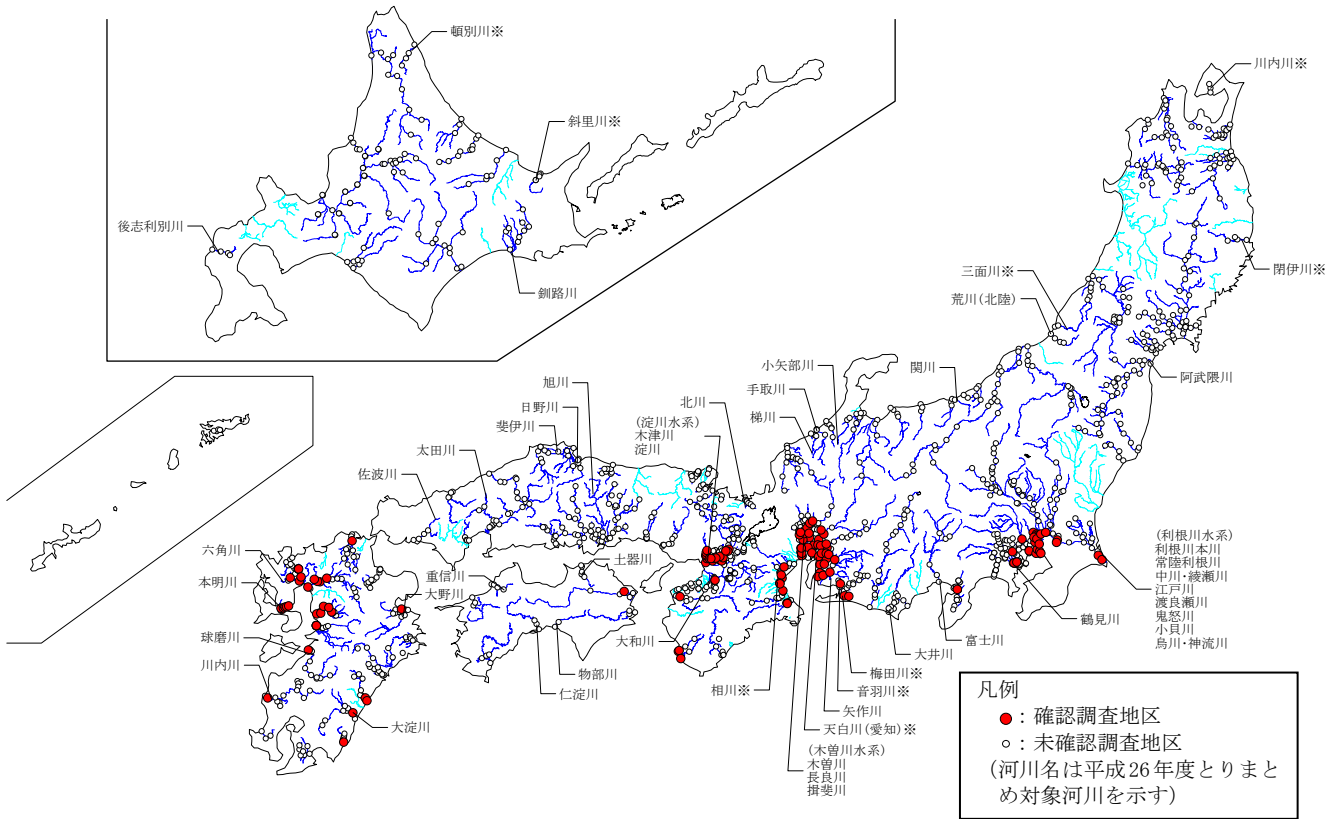 頓別川※
川内川※
斜里川※
後志利別川
釧路川
三面川※
荒川(北陸)
閉伊川※
阿武隈川
小矢部川
関川
手取川
梯川
旭川
日野川
斐伊川
北川
(淀川水系)
木津川
淀川
太田川
佐波川
六角川
本明川
重信川
土器川
大野川
球磨川
川内川
大和川
物部川
仁淀川
大淀川
相川※
(利根川水系)
利根川本川
常陸利根川
中川・綾瀬川
江戸川
渡良瀬川
鬼怒川
小貝川
烏川・神流川
鶴見川
富士川
大井川
梅田川※
音羽川※
矢作川
天白川(愛知)※
(木曽川水系)
木曽川
長良川
揖斐川
凡例
●：確認調査地区
○：未確認調査地区
(河川名は平成26年度とりまと
め対象河川を示す)